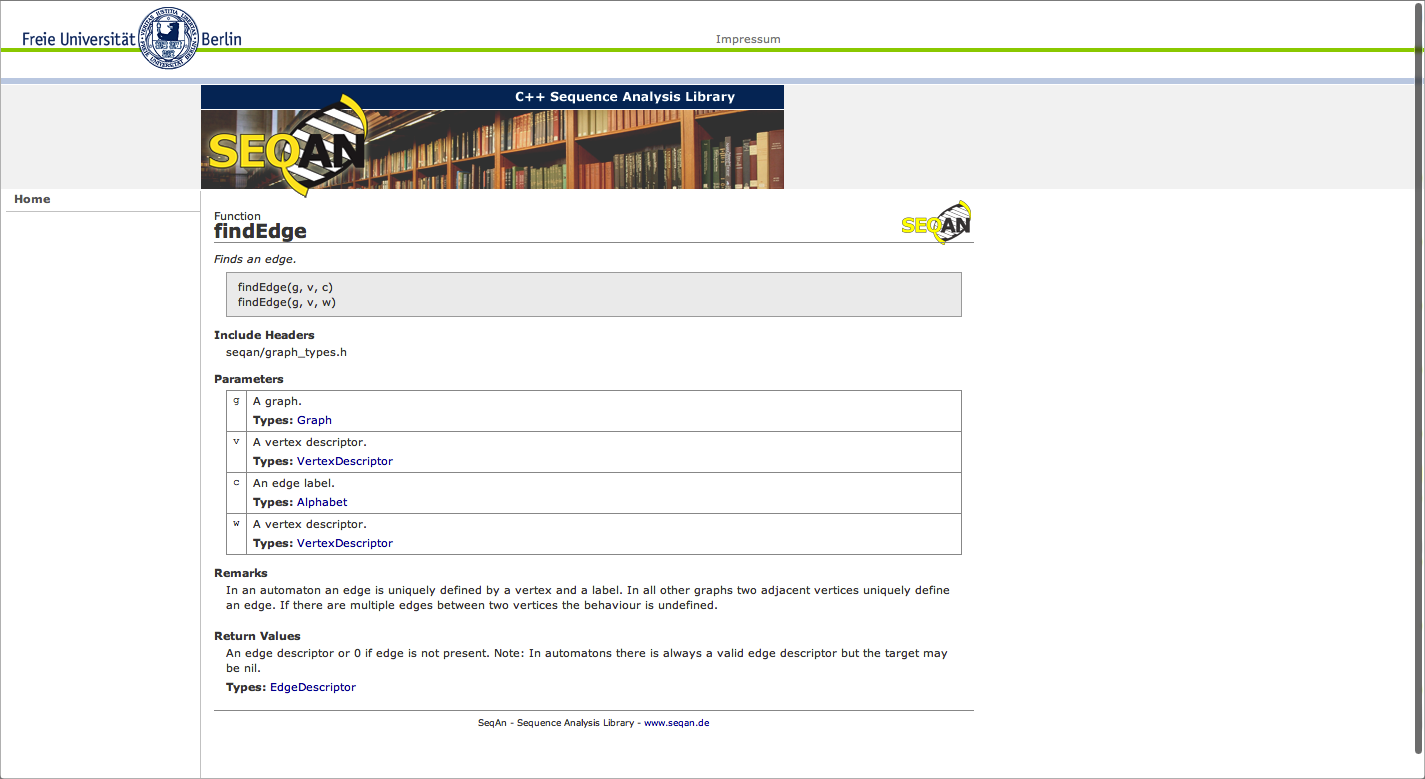 Freie Universität Berlin
Impressum
C++ Sequence Analysis Library
SEQAN
Home
Function
findEdge
SEQAN
Finds an edge.
findEdge(g, v, c)
findEdge(g, v, w)
Include Headers
seqan/graph_types.h
Parameters
g A graph.
Types: Graph
v A vertex descriptor.
Types: VertexDescriptor
c An edge label.
Types: Alphabet
w A vertex descriptor.
Types: VertexDescriptor
Remarks
In an automaton an edge is uniquely defined by a vertex and a label. In all other graphs two adjacent vertices uniquely define
an edge. If there are multiple edges between two vertices the behaviour is undefined.
Return Values
An edge descriptor or 0 if edge is not present. Note: In automatons there is always a valid edge descriptor but the target may
be nil.
Types: EdgeDescriptor
SeqAn - Sequence Analysis Library - www.seqan.de